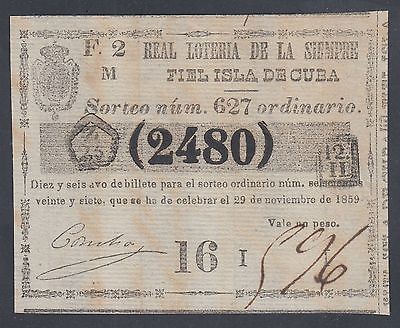 F. 2 REAL LOTERIA DE LA SIEMPRE
M FIEL ISLA DE CUBA
Sorteo núm. 627 ordinario.
(2480)
12.
II
Diez y seis avo de billete para el sorteo ordinario núm. seiscientos
veinte y siete, que se ha de celebrar el 29 de noviembre de 1859
Vale un peso.
16 I